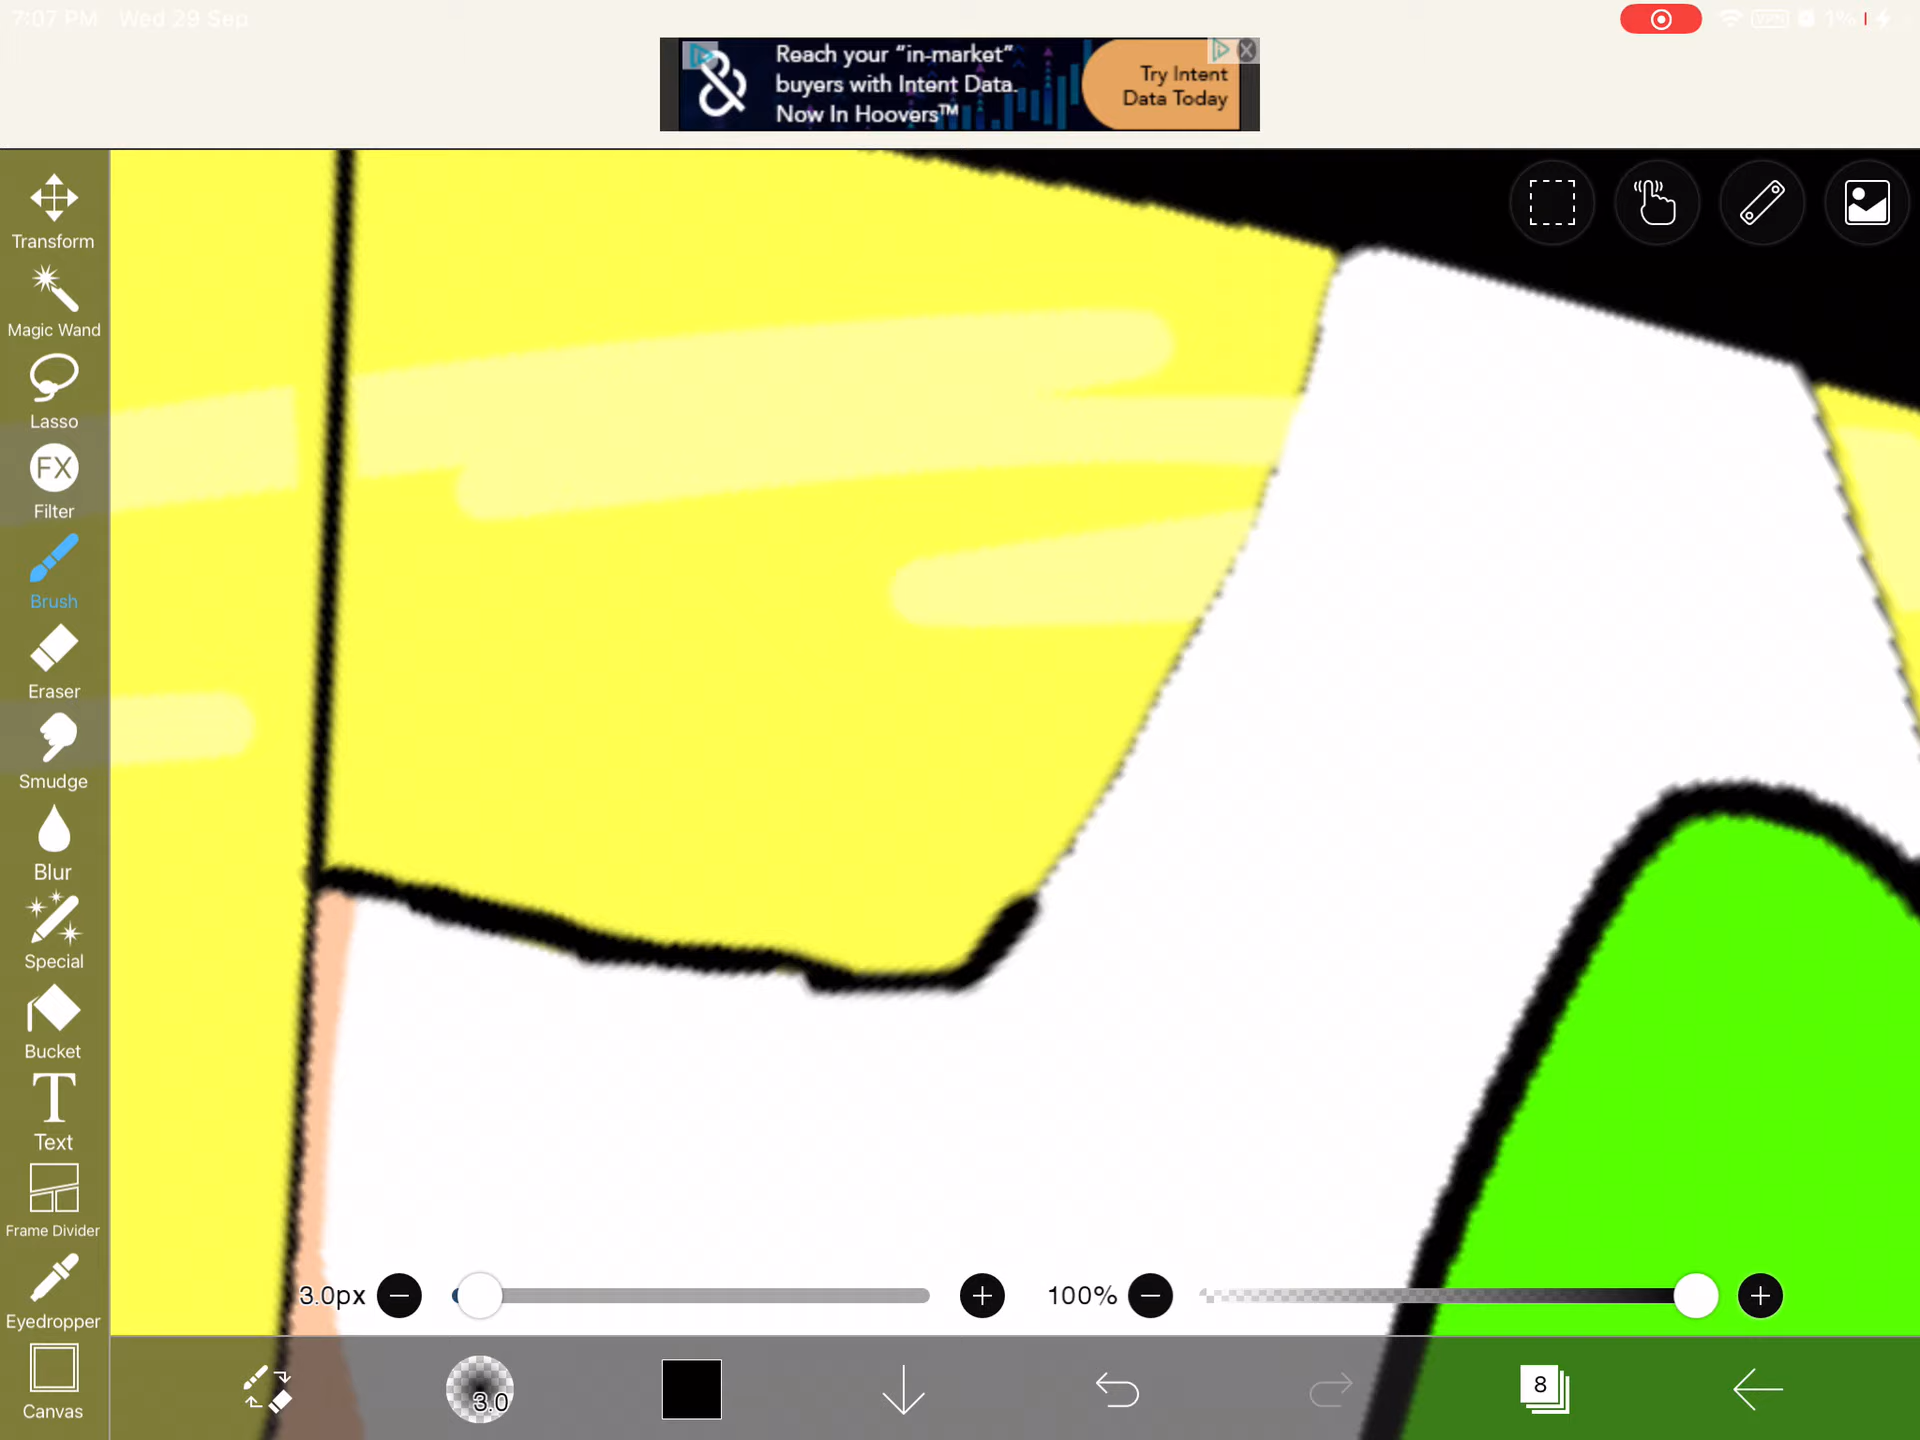 7:07 PM Wed 29 Sep
VPN 1%
Reach your “in-market”
buyers with Intent Data.
Now In Hoovers™
Try Intent
Data Today
Transform
Magic Wand
Lasso
FX
Filter
Brush
Eraser
Smudge
Blur
Special
Bucket
T
Text
Frame Divider
Eyedropper
Canvas
3.0px
100%
3.0
8